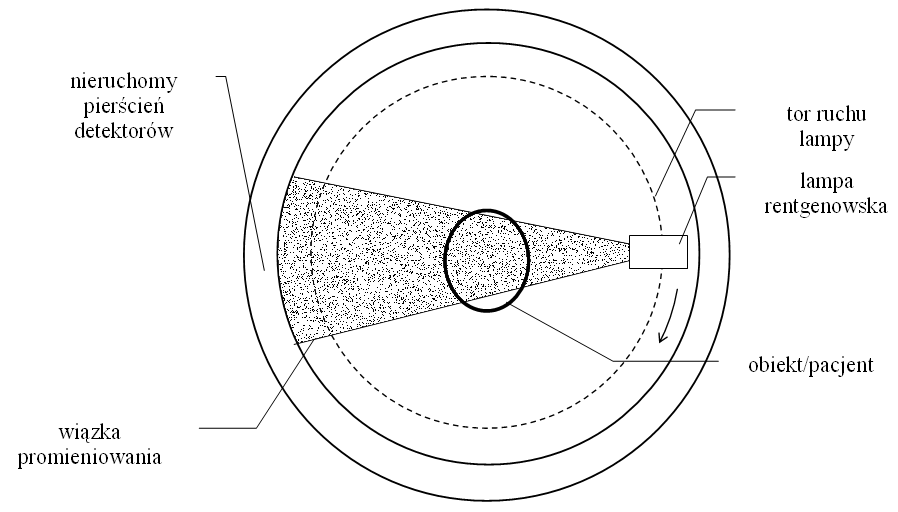 nieruchomy
pierścień
detektorów
tor ruchu
lampy
lampa
rentgenowska
obiekt/pacjent
wiązka
promieniowania